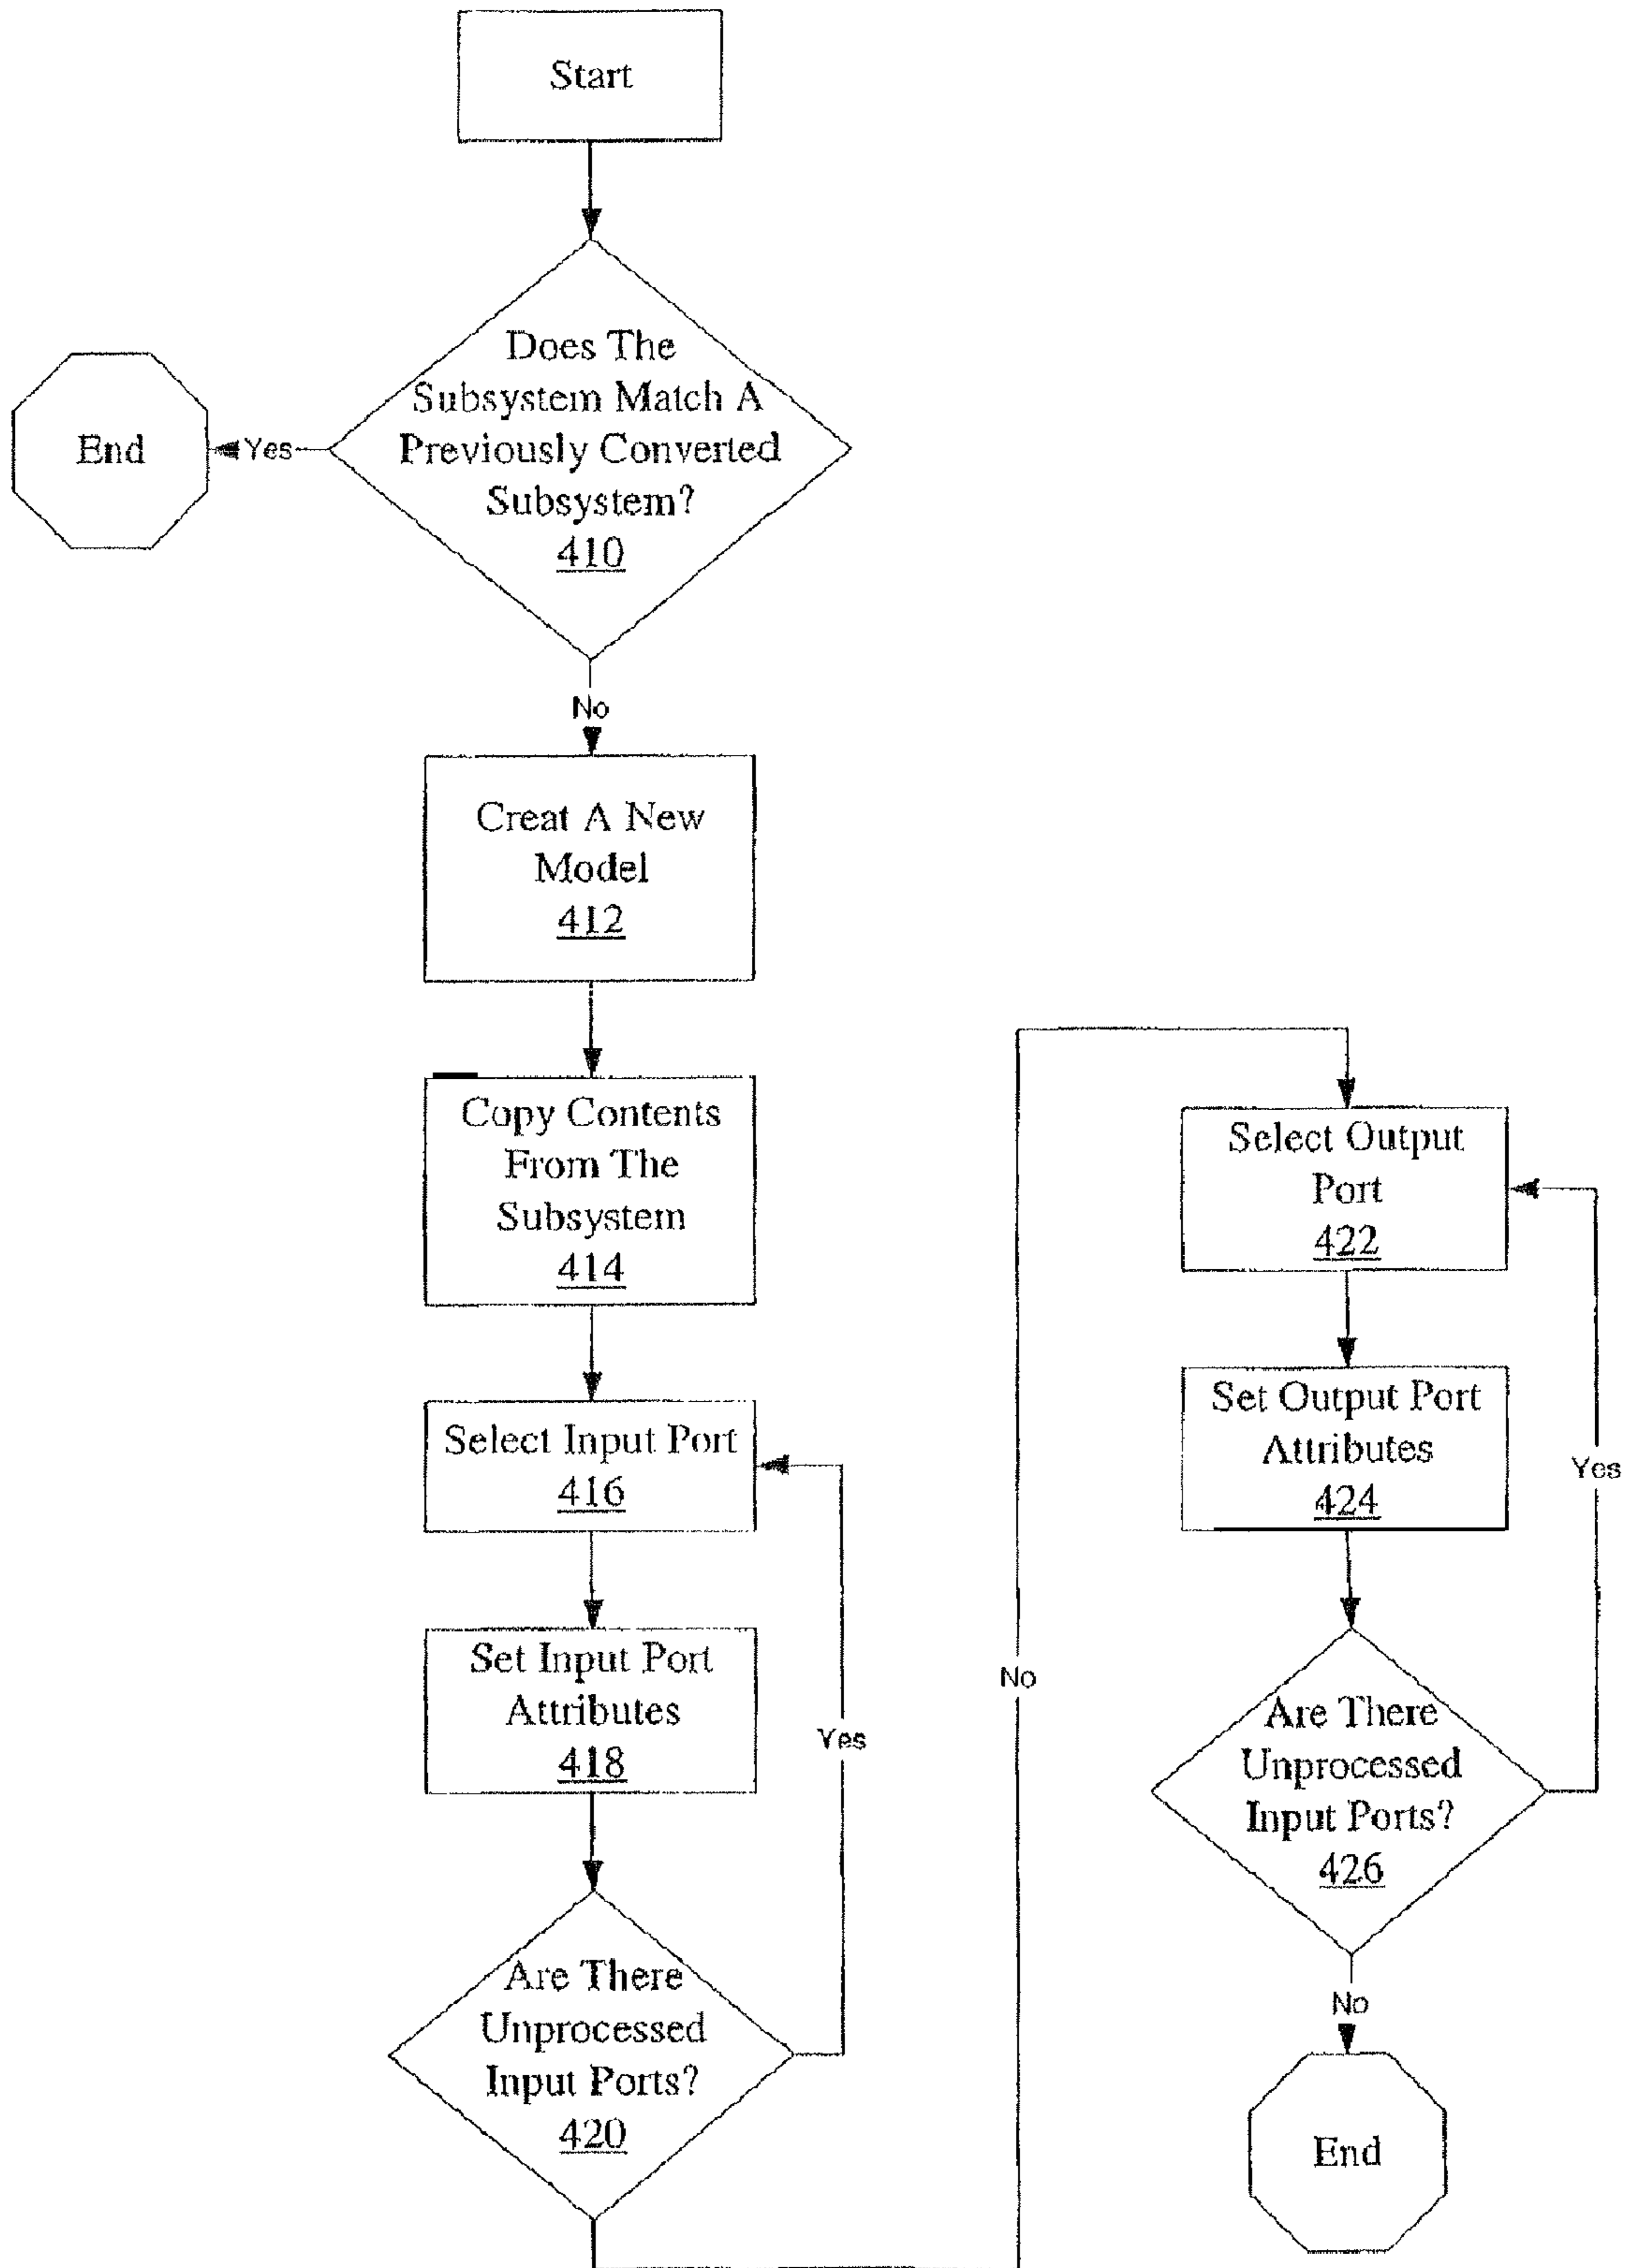 Start
Does The
Subsystem Match A
Previously Converted
Subsystem?
410
Yes
End
No
Creat A New
Model
412
Copy Contents
From The
Subsystem
414
Select Input Port
416
Set Input Port
Attributes
418
Yes
Are There
Unprocessed
Input Ports?
420
No
Select Output
Port
422
Set Output Port
Attributes
424
Yes
Are There
Unprocessed
Input Ports?
426
No
End